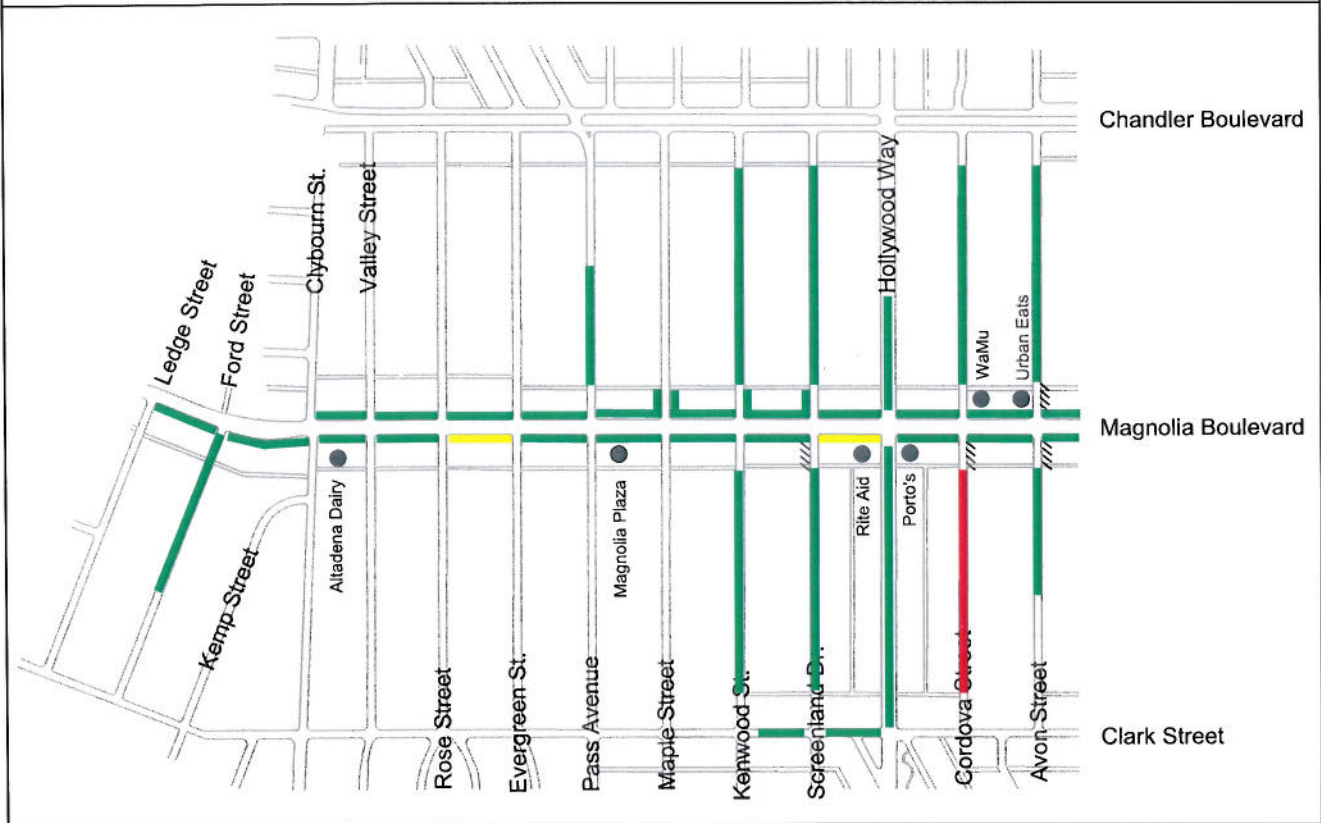 Chandler Boulevard
Clybourn St.
Valley Street
Hollywood Way
Ledge Street
Ford Street
WaMu
Urban Eats
Magnolia Boulevard
Altadena Dairy
Magnolia Plaza
Rite Aid
Porto's
Kemp Street
Rose Street
Evergreen St.
Pass Avenue
Maple Street
Kenwood St.
Screenland Dr.
Cordova Street
Avon Street
Clark Street